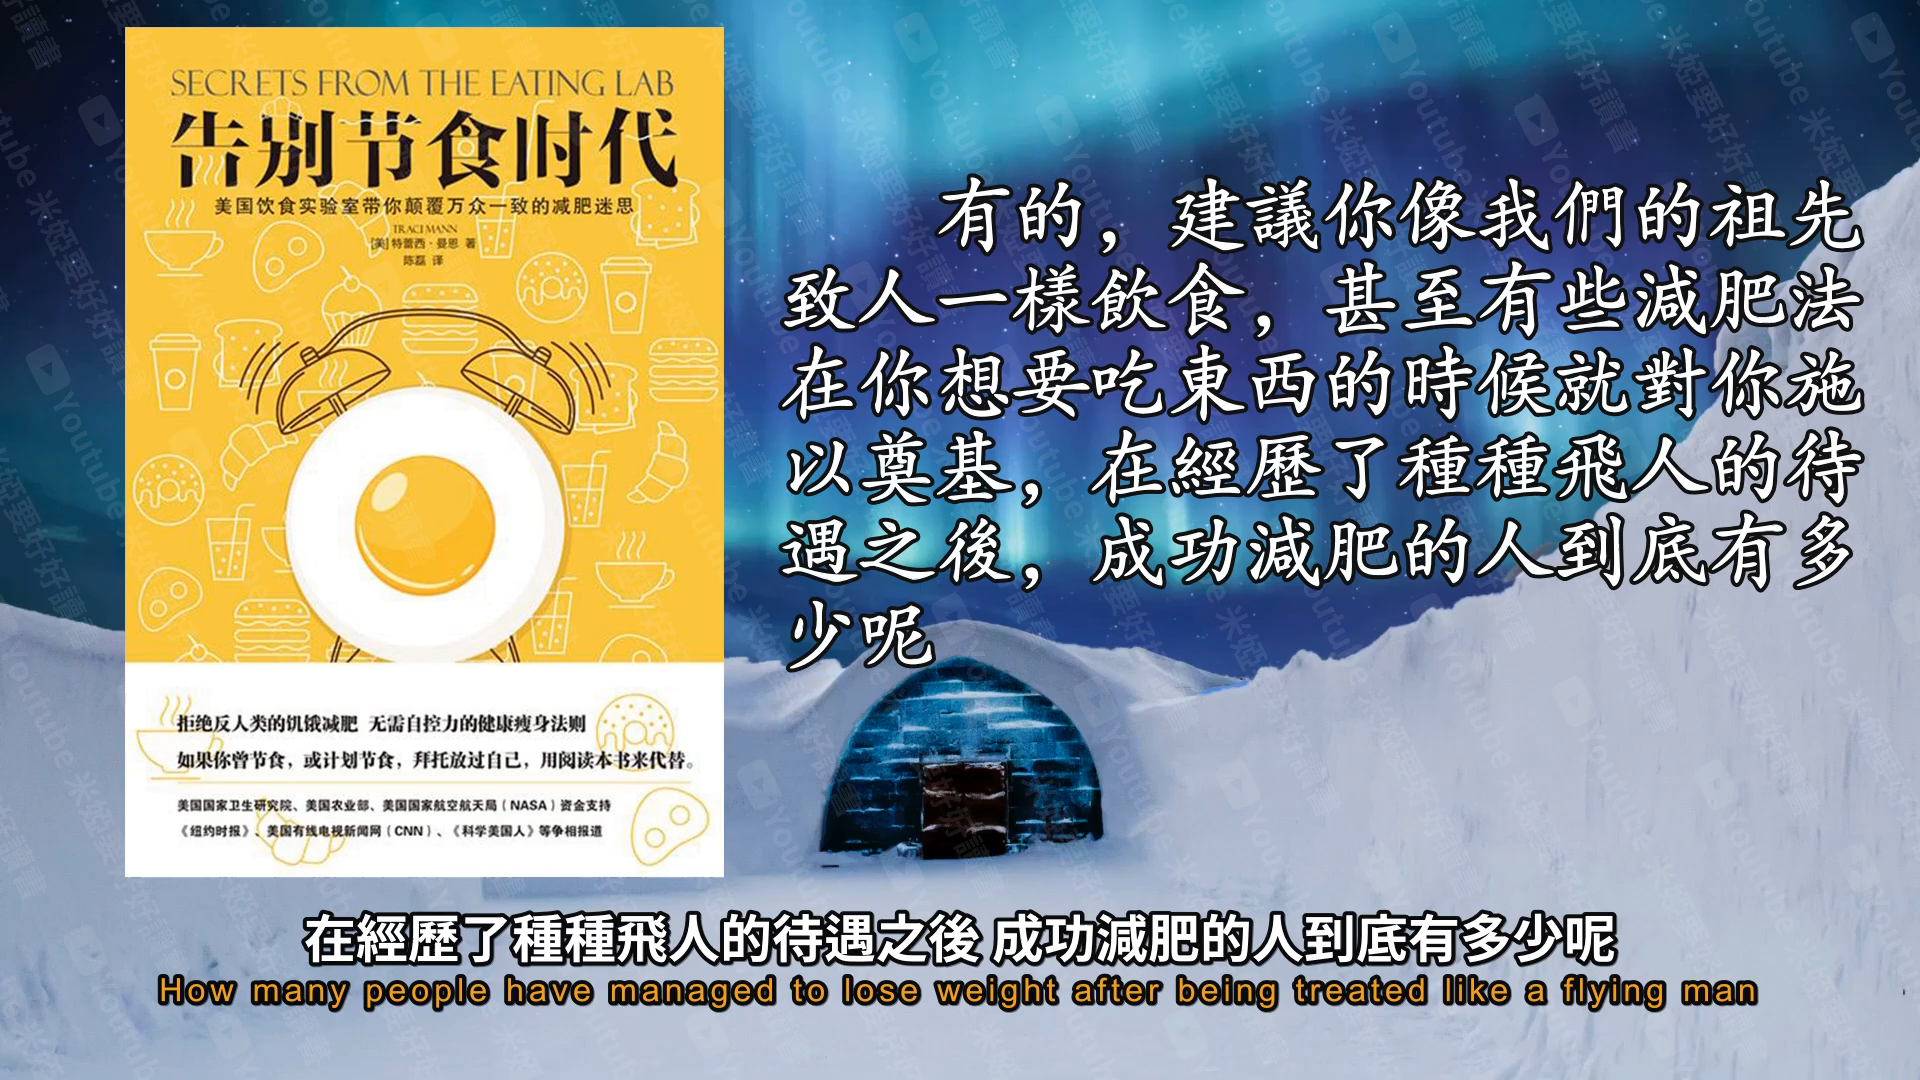 SECRETS FROM THE EATING LAB
告别节食时代
美国饮食实验室带你颠覆万众一致的减肥迷思
TRACI MANN
[美] 特蕾西·曼恩 著
陈磊 译
拒绝反人类的饥饿减肥 无需自控力的健康瘦身法则
如果你曾节食，或计划节食，拜托放过自己，用阅读本书来代替。
美国国家卫生研究院、美国农业部、美国国家航空航天局（NASA）资金支持
《纽约时报》、美国有线电视新闻网（CNN）、《科学美国人》等争相报道
有的，建議你像我們的祖先
致人一樣飲食，甚至有些減肥法
在你想要吃東西的時候就對你施
以奠基，在經歷了種種飛人的待
遇之後，成功減肥的人到底有多
少呢
在經歷了種種飛人的待遇之後 成功減肥的人到底有多少呢
How many people have managed to lose weight after being treated like a flying man
Youtube 米婭要好好讀書